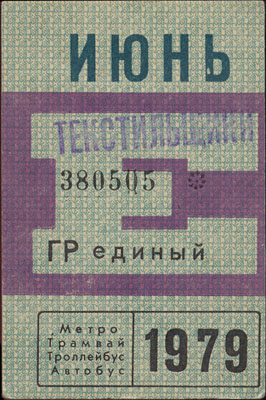 ИЮНЬ
ТЕКСТИЛЬЩИКИ
380505 *
ГР единый
Метро
Трамвай
Троллейбус
Автобус
1979